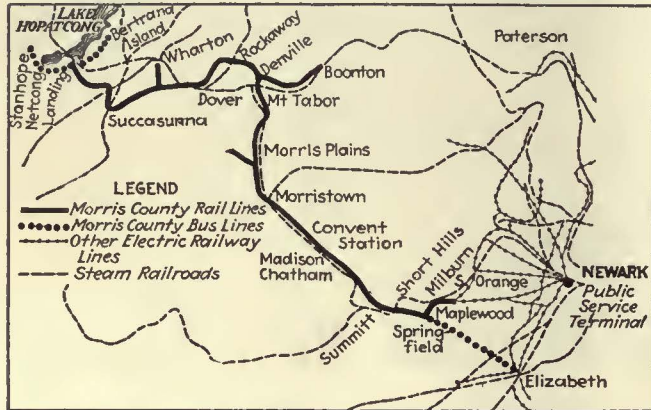 LAKE
HOPATCONG
Bertrand
Island
Stanhope
Netcong
Landing
Wharton
Rockaway
Denville
Paterson
Boonton
Dover
Mt Tabor
Succasunna
Morris Plains
LEGEND
Morris County Rail Lines
Morris County Bus Lines
Other Electric Railway
Lines
Steam Railroads
Morristown
Convent
Station
Madison
Chatham
Short Hills
Milburn
S. Orange
NEWARK
Public
Service
Terminal
Maplewood
Summitt
Spring
field
Elizabeth